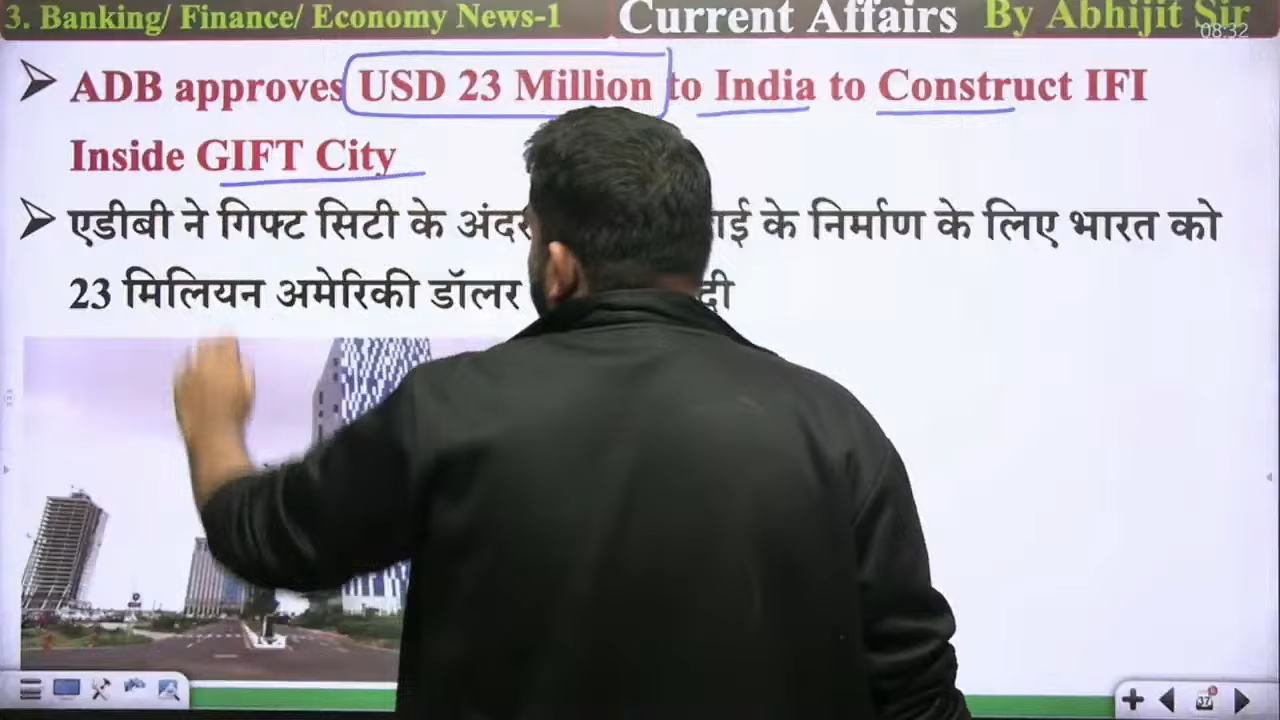 3. Banking/ Finance/ Economy News-1
Current Affairs By Abhijit Sir
08:32
ADB approves USD 23 Million to India to Construct IFI
Inside GIFT City
एडीबी ने गिफ्ट सिटी के के निर्माण के लिए भारत को
23 मिलियन अमेरिकी डॉलर